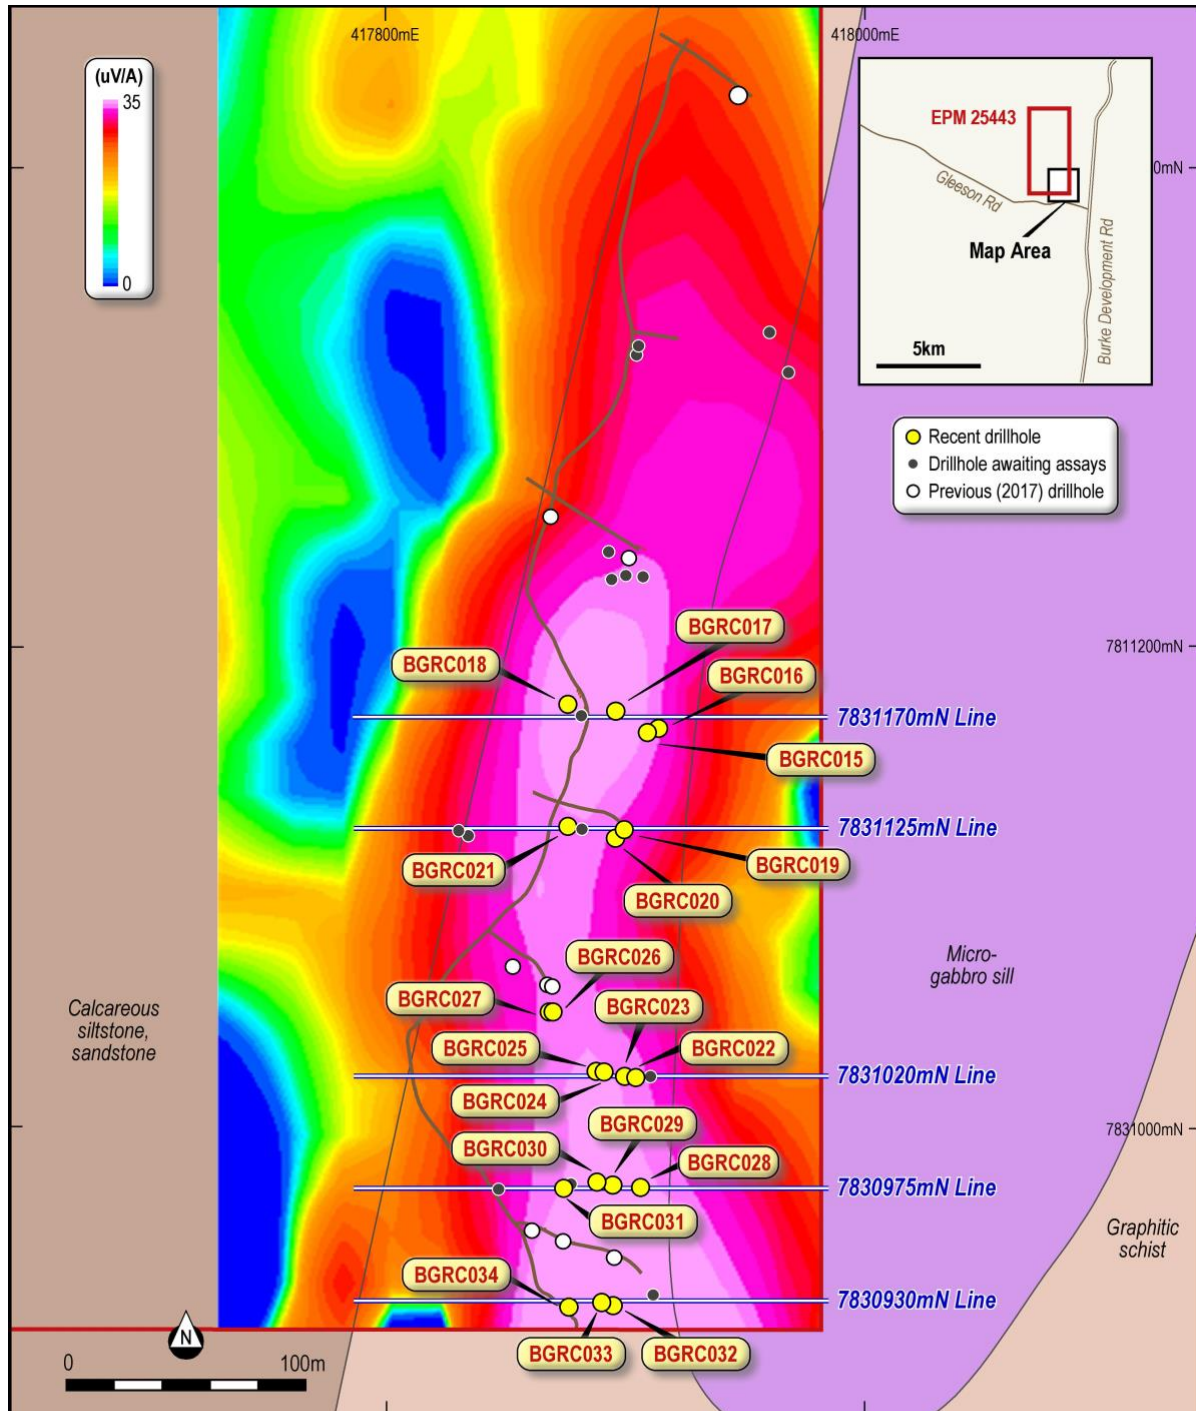 417800mE
418000mE
(uV/A)
35
0
EPM 25443
Gleeson Rd
Map Area
Burke Development Rd
5km
0mN
Recent drillhole
Drillhole awaiting assays
Previous (2017) drillhole
BGRC017
BGRC018
BGRC016
7811200mN
7831170mN Line
BGRC015
7831125mN Line
BGRC021
BGRC019
BGRC020
BGRC026
Micro-
gabbro sill
BGRC027
BGRC023
Calcareous
siltstone,
sandstone
BGRC025
BGRC022
7831020mN Line
BGRC024
BGRC029
7831000mN
BGRC030
BGRC028
7830975mN Line
BGRC031
Graphitic
schist
BGRC034
7830930mN Line
N
BGRC033
BGRC032
0
100m